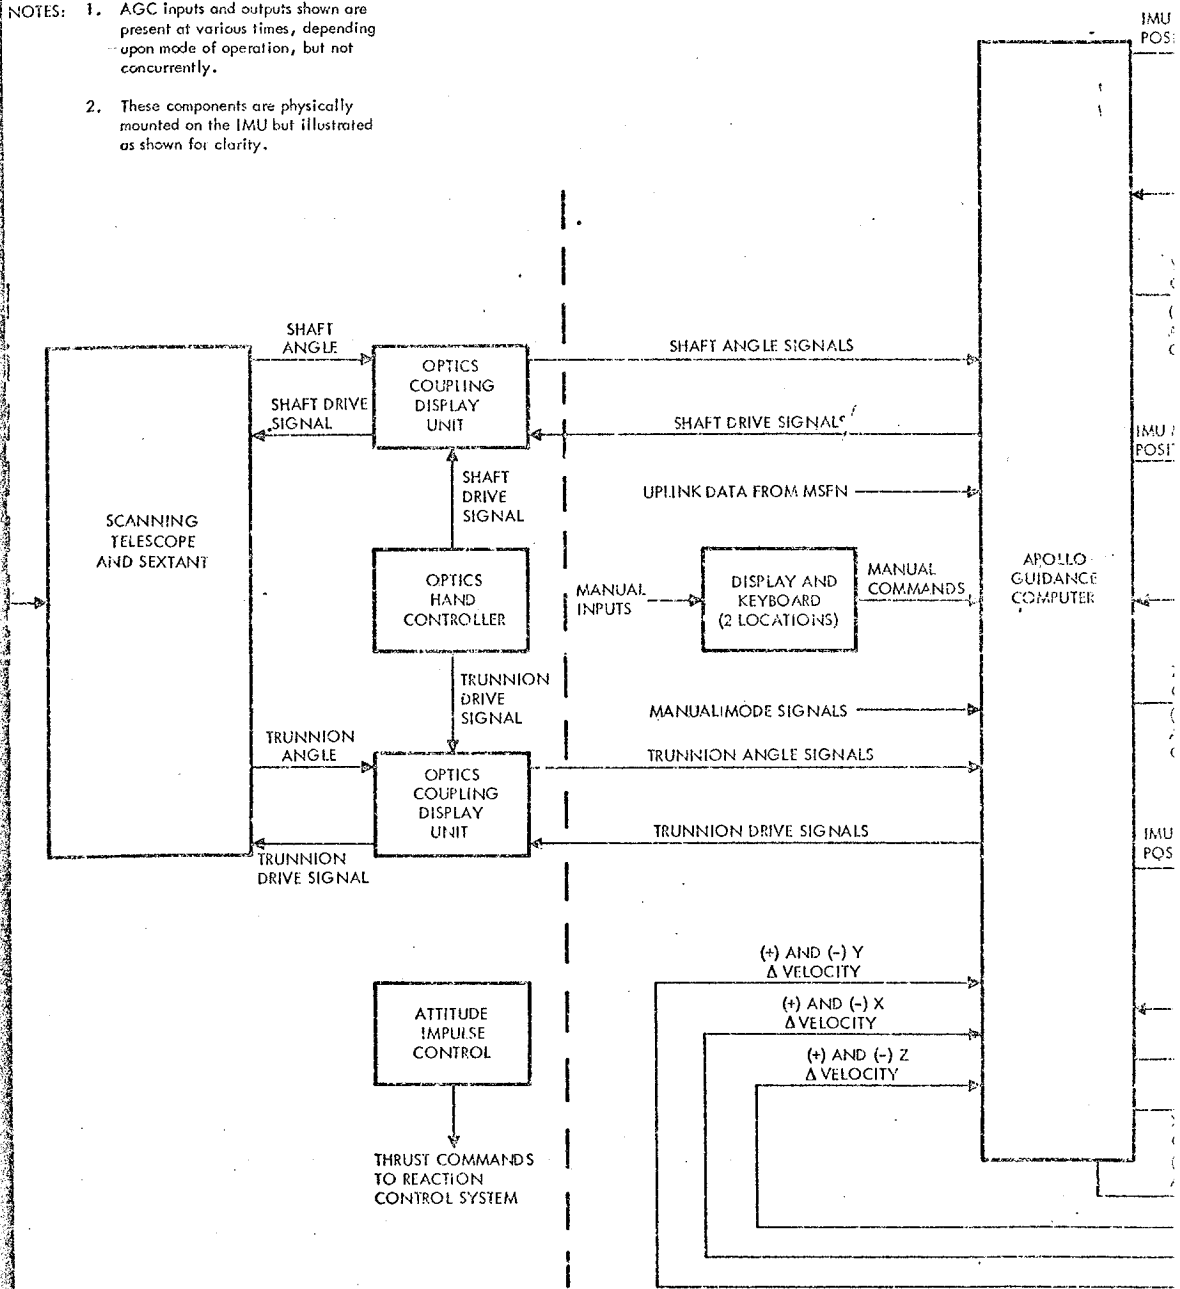 NOTES: 1. AGC inputs and outputs shown are
present at various times, depending
upon mode of operation, but not
concurrently.
2. These components are physically
mounted on the IMU but illustrated
as shown for clarity.
SHAFT
ANGLE
SHAFT DRIVE
SIGNAL
OPTICS
COUPLING
DISPLAY
UNIT
SHAFT
DRIVE
SIGNAL
SCANNING
TELESCOPE
AND SEXTANT
OPTICS
HAND
CONTROLLER
TRUNNION
DRIVE
SIGNAL
TRUNNION
ANGLE
OPTICS
COUPLING
DISPLAY
UNIT
TRUNNION
DRIVE SIGNAL
ATTITUDE
IMPULSE
CONTROL
THRUST COMMANDS
TO REACTION
CONTROL SYSTEM
SHAFT ANGLE SIGNALS
SHAFT DRIVE SIGNALS
UPLINK DATA FROM MSFN
MANUAL
INPUTS
DISPLAY AND
KEYBOARD
(2 LOCATIONS)
MANUAL
COMMANDS
MANUAL MODE SIGNALS
TRUNNION ANGLE SIGNALS
TRUNNION DRIVE SIGNALS
(+) AND (-) Y
Δ VELOCITY
(+) AND (-) X
Δ VELOCITY
(+) AND (-) Z
Δ VELOCITY
APOLLO
GUIDANCE
COMPUTER
IMU
POS
IMU
POSI
IMU
POS